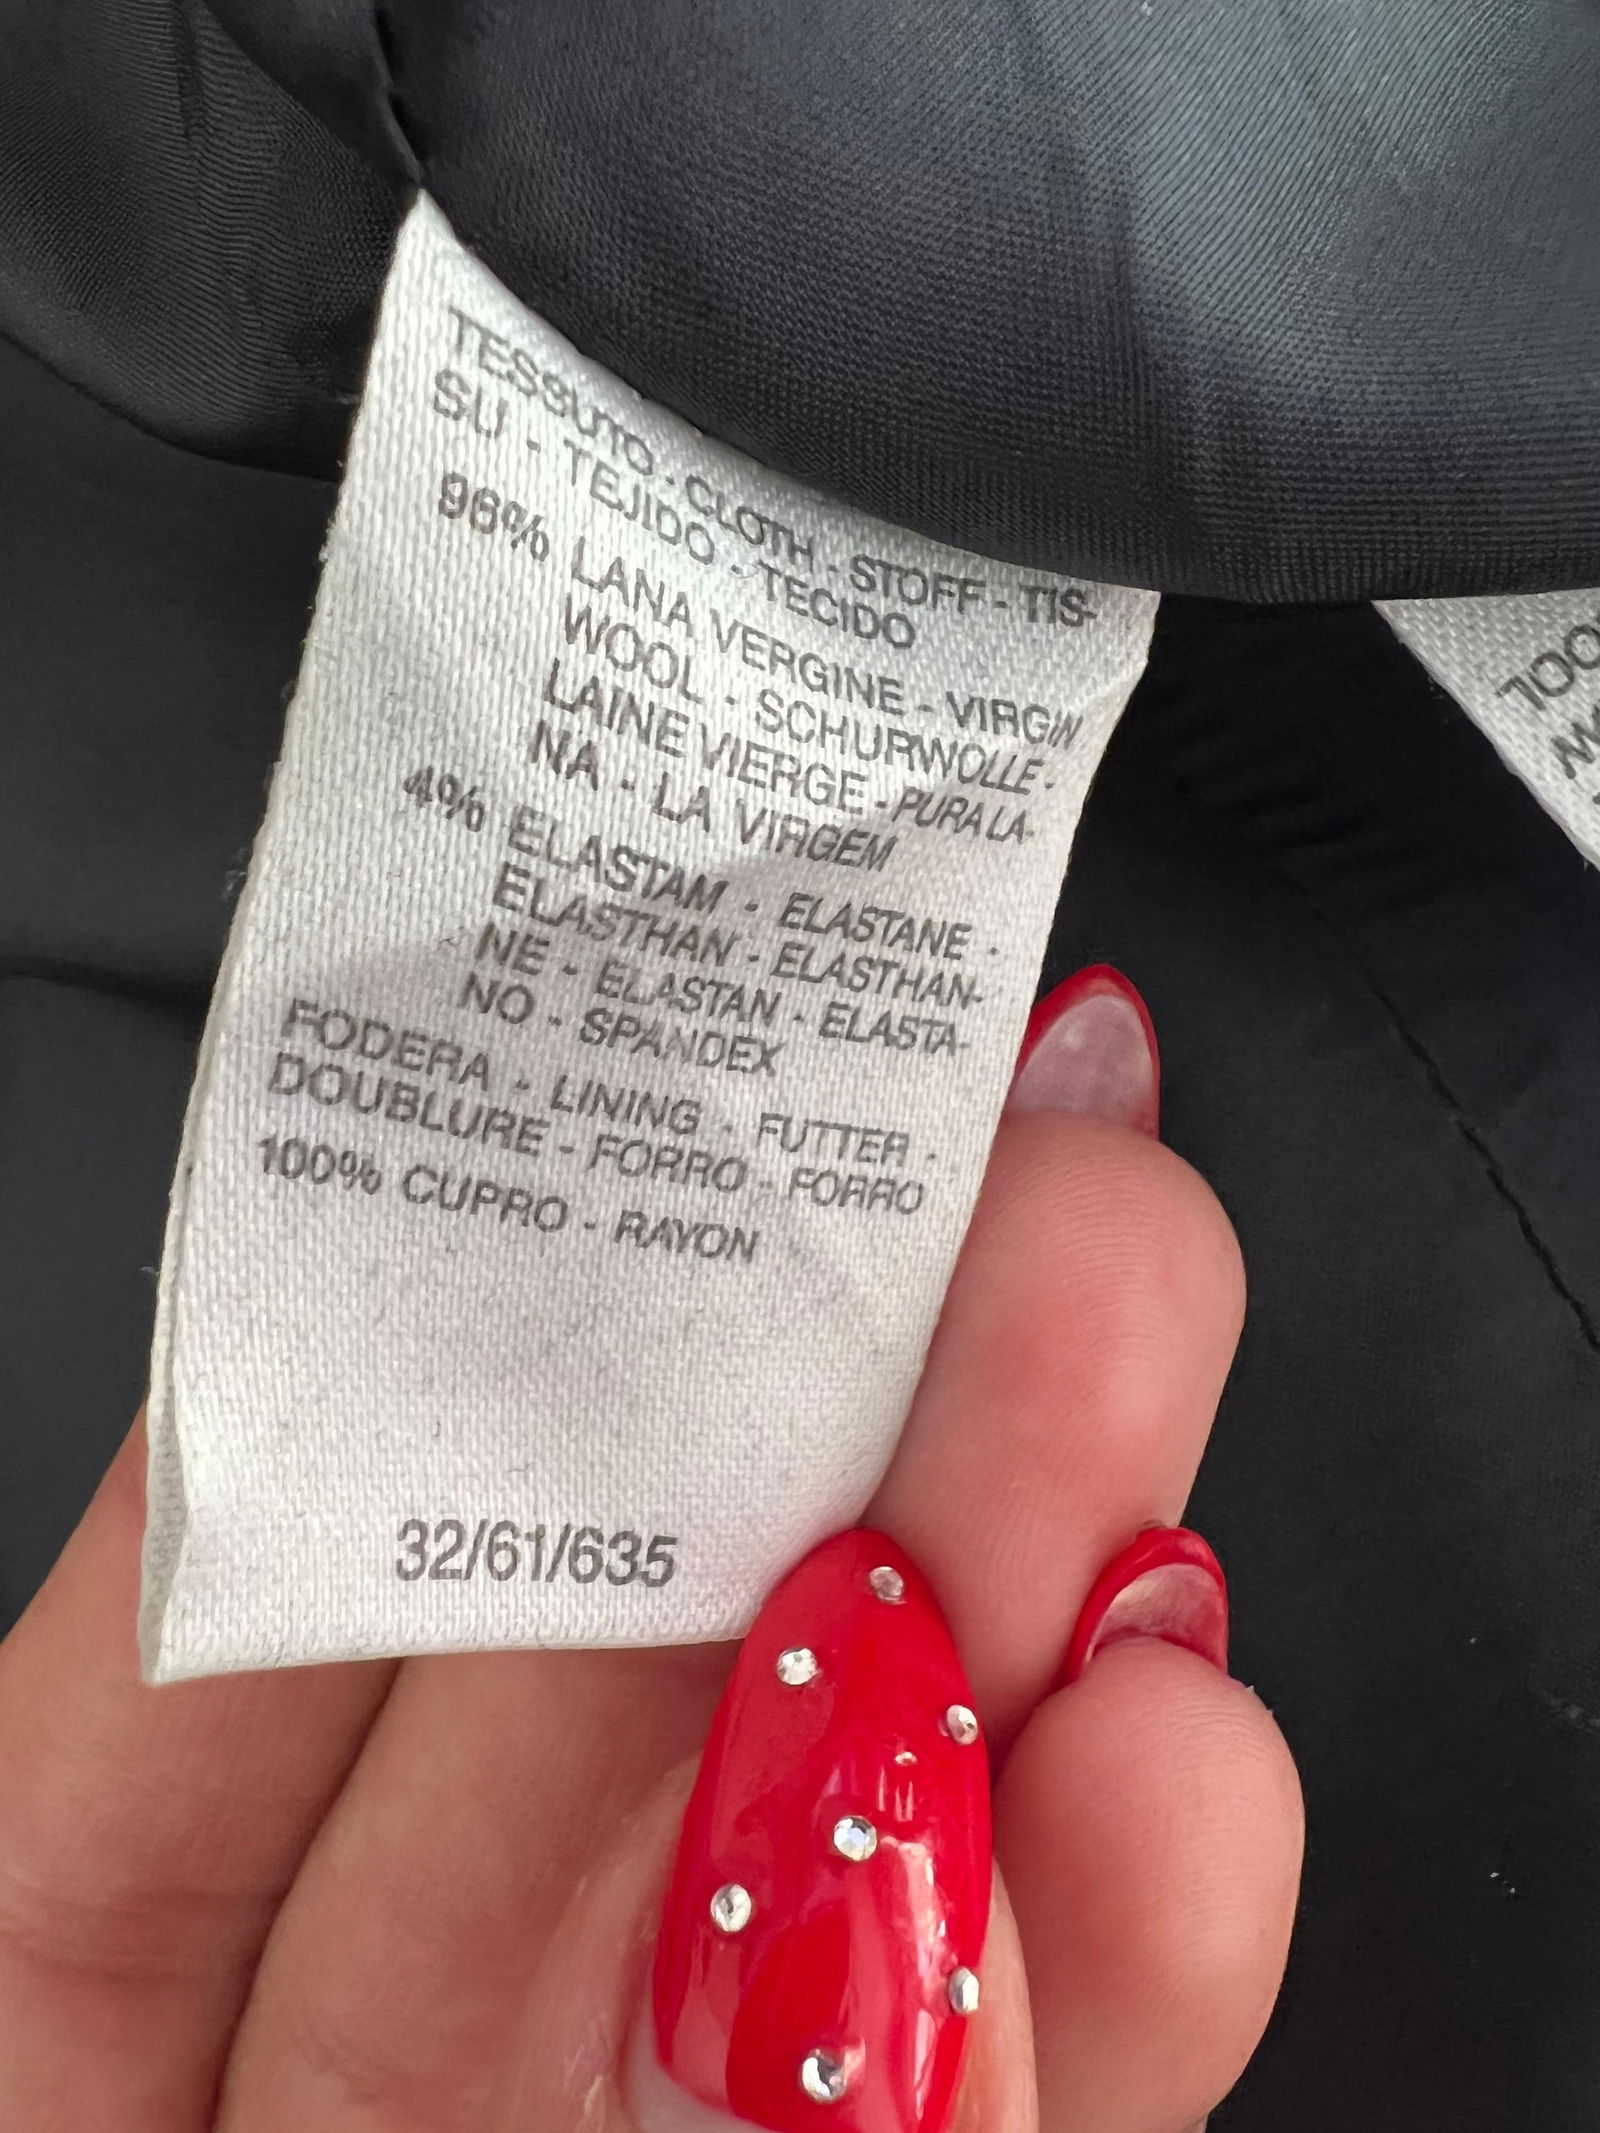 TESSUTO - CLOTH - STOFF - TIS-
SU - TEJIDO - TECIDO
96% LANA VERGINE - VIRGIN
WOOL - SCHURWOLLE -
LAINE VIERGE - PURA LA-
NA - LA VIRGEM
4% ELASTAM - ELASTANE -
ELASTHAN - ELASTHAN-
NE - ELASTAN - ELASTA-
NO - SPANDEX
FODERA - LINING - FUTTER -
DOUBLURE - FORRO - FORRO
100% CUPRO - RAYON
32/61/635